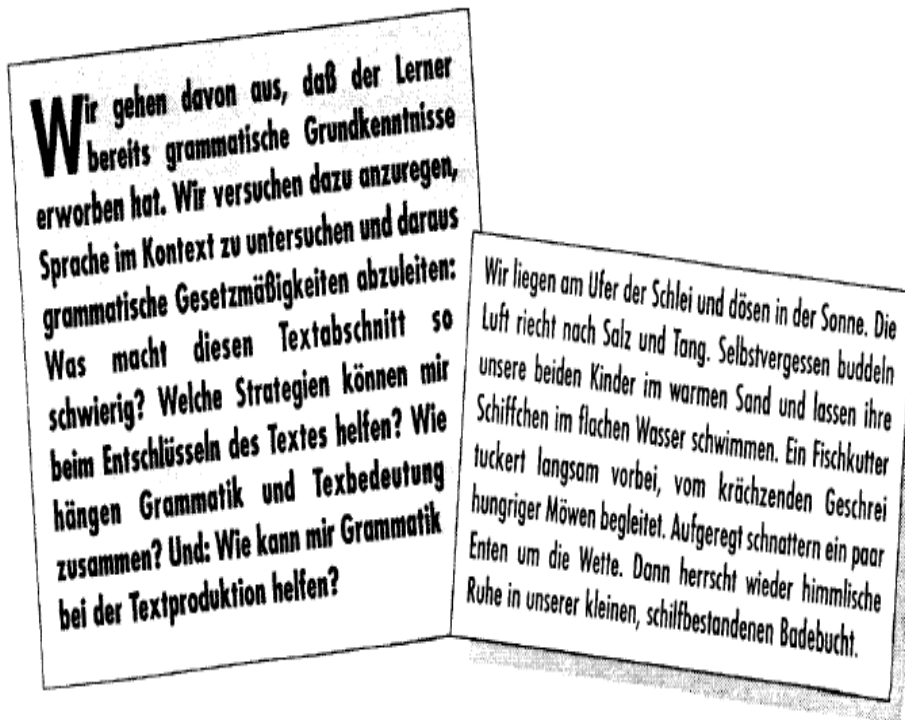 Wir gehen davon aus, daß der Lerner
bereits grammatische Grundkenntnisse
erworben hat. Wir versuchen dazu anzuregen,
Sprache im Kontext zu untersuchen und daraus
grammatische Gesetzmäßigkeiten abzuleiten:
Was macht diesen Textabschnitt so
schwierig? Welche Strategien können mir
beim Entschlüsseln des Textes helfen? Wie
hängen Grammatik und Texbedeutung
zusammen? Und: Wie kann mir Grammatik
bei der Textproduktion helfen?
Wir liegen am Ufer der Schlei und dösen in der Sonne. Die
Luft riecht nach Salz und Tang. Selbstvergessen buddeln
unsere beiden Kinder im warmen Sand und lassen ihre
Schiffchen im flachen Wasser schwimmen. Ein Fischkutter
tuckert langsam vorbei, vom krächzenden Geschrei
hungriger Möwen begleitet. Aufgeregt schnattern ein paar
Enten um die Wette. Dann herrscht wieder himmlische
Ruhe in unserer kleinen, schilfbestandenen Badebucht.